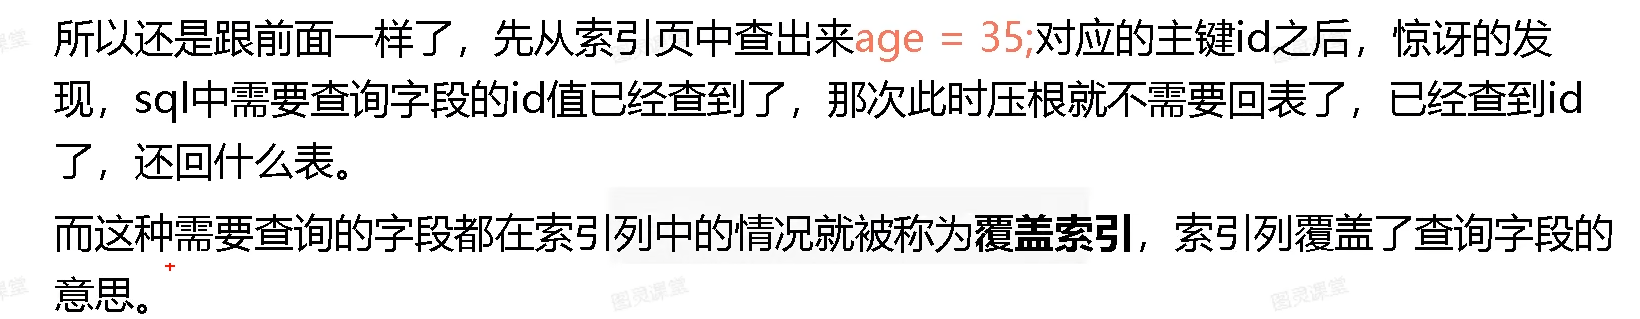 所以还是跟前面一样了，先从索引页中查出来age = 35;对应的主键id之后，惊讶的发
现，sql中需要查询字段的id值已经查到了，那次此时压根就不需要回表了，已经查到id
了，还回什么表。
而这种需要查询的字段都在索引列中的情况就被称为覆盖索引，索引列覆盖了查询字段的
意思。
图灵课堂
图灵课堂